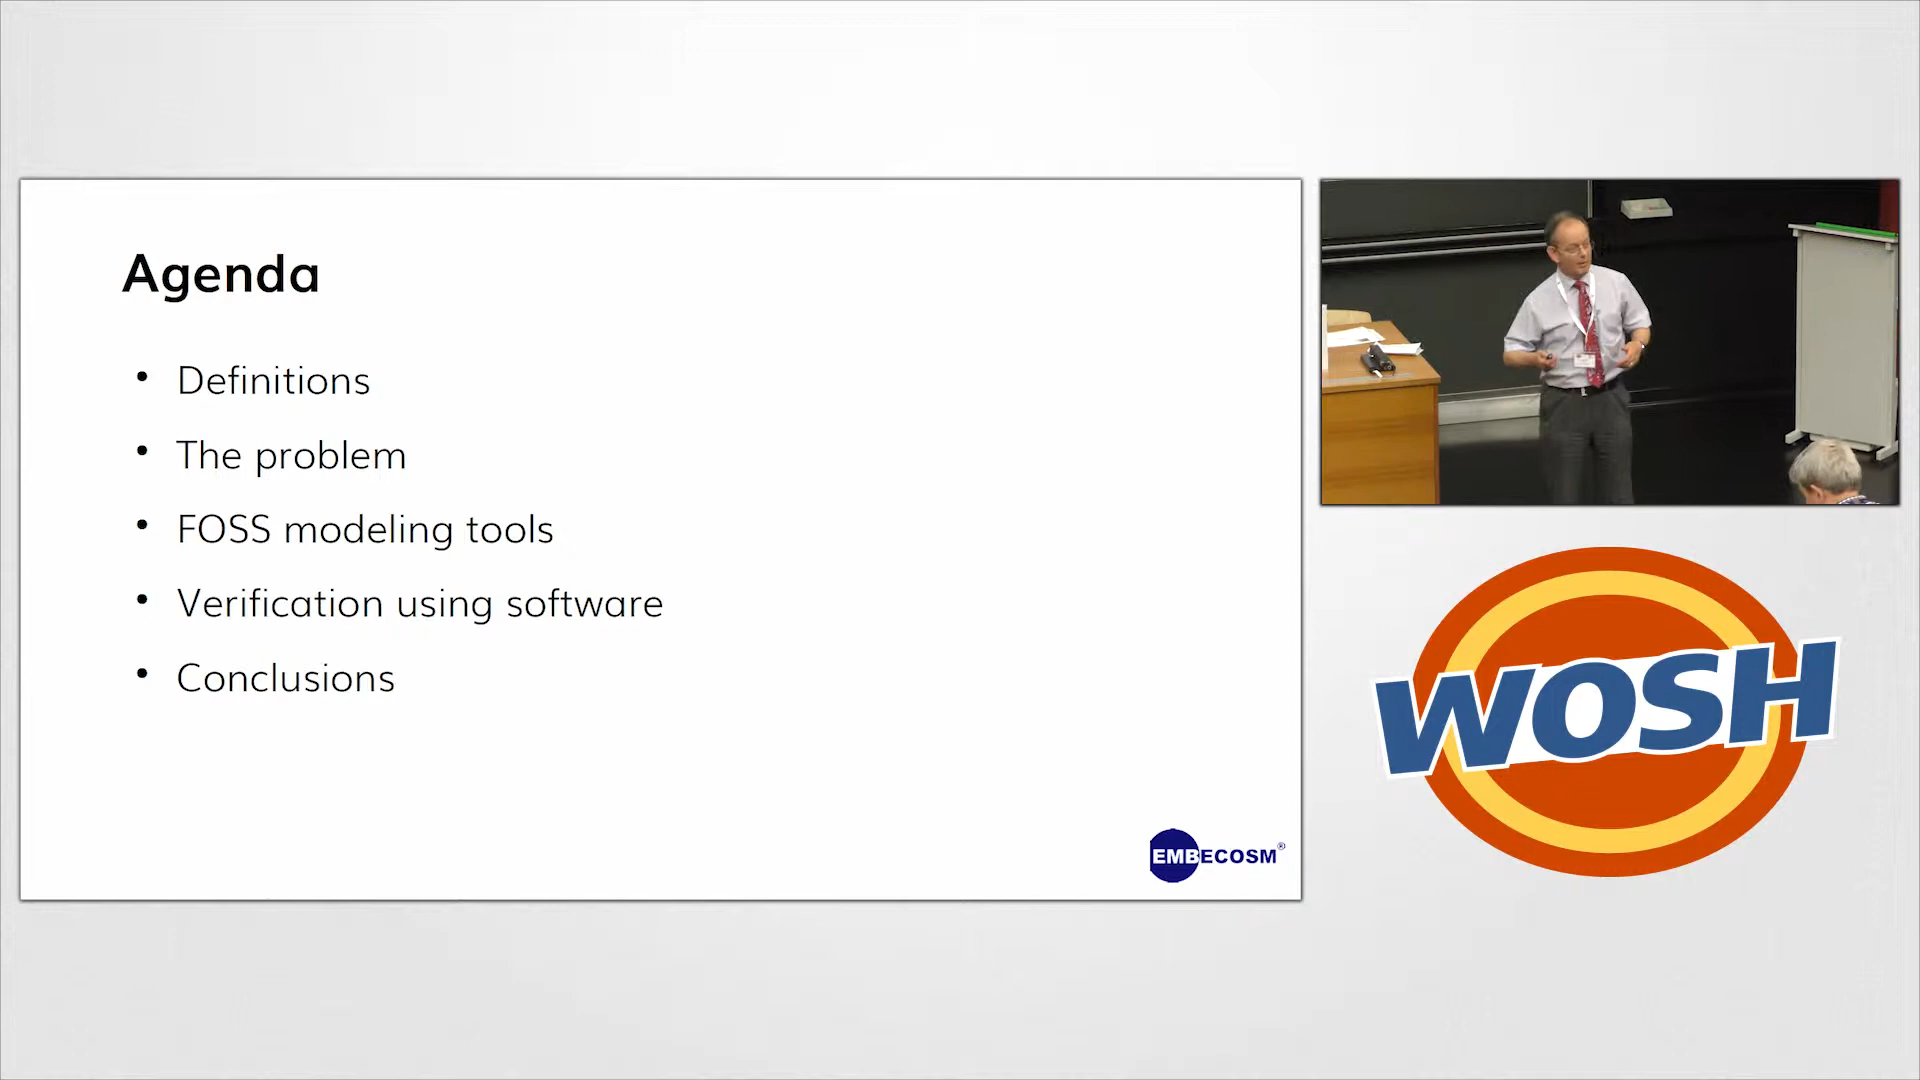 Agenda
• Definitions
• The problem
• FOSS modeling tools
• Verification using software
• Conclusions
EMBECOSM®
WOSH